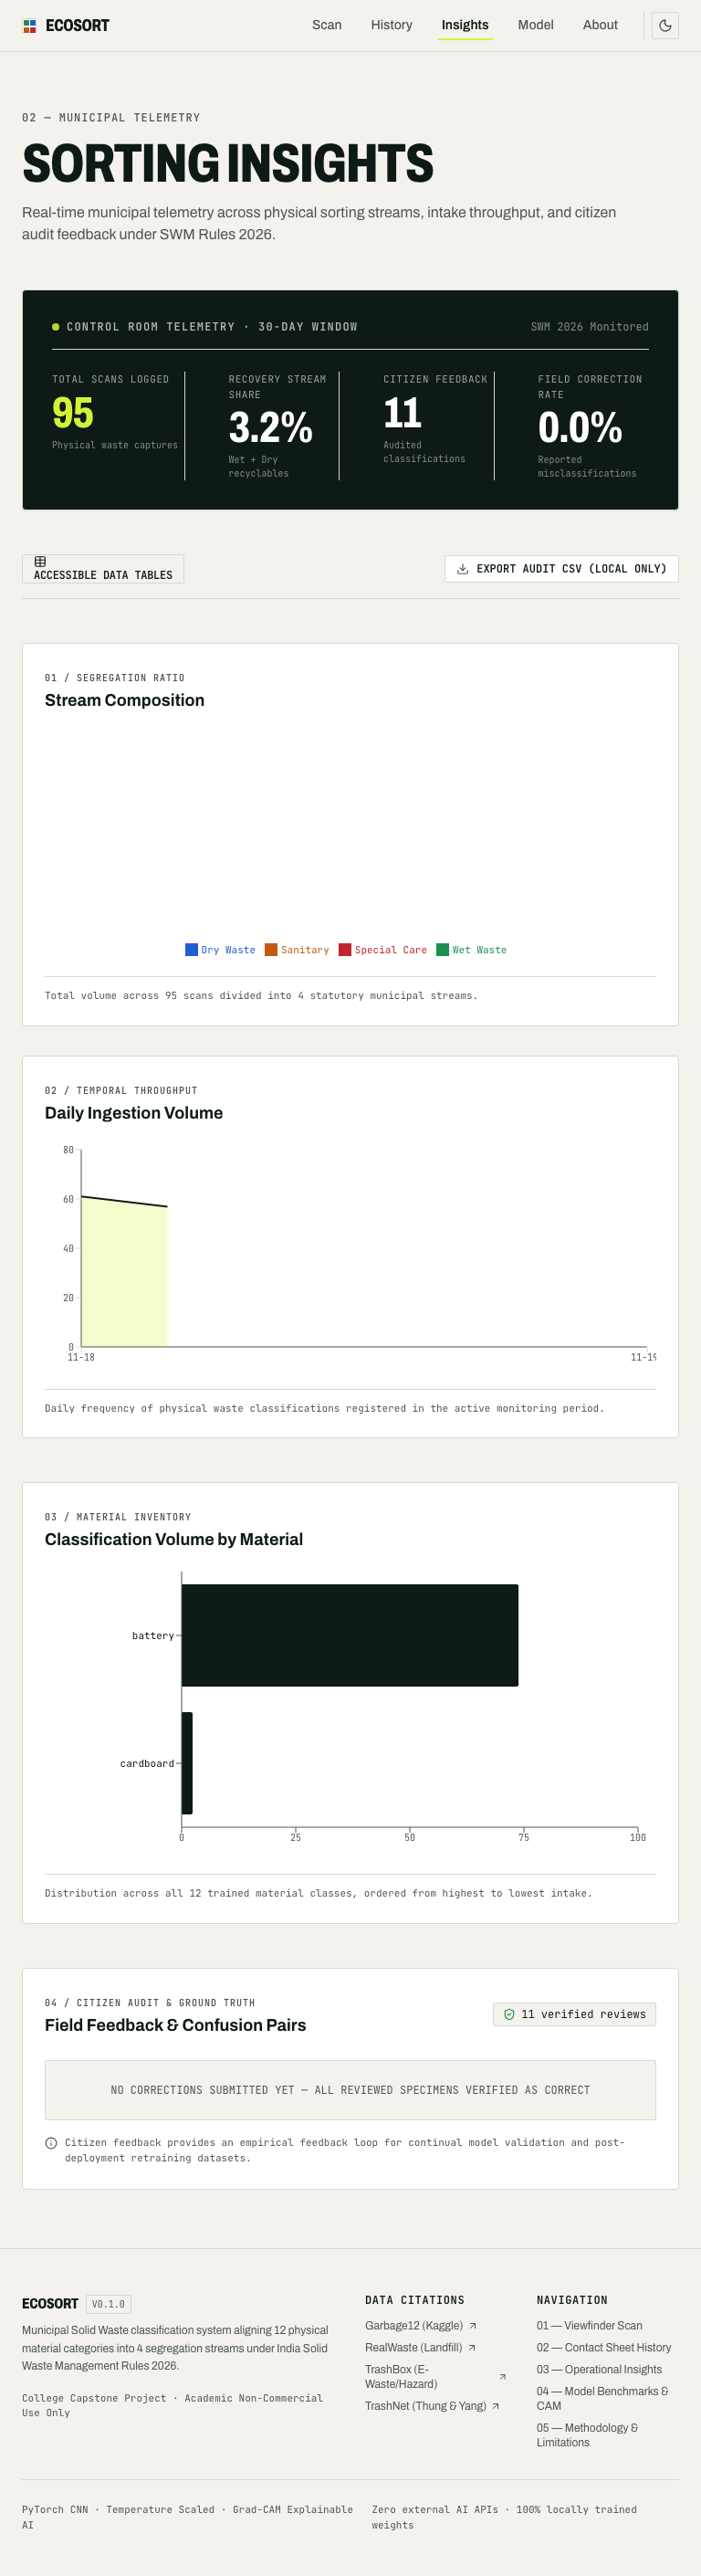 ECOSORT
Scan History Insights Model About
02 — MUNICIPAL TELEMETRY
SORTING INSIGHTS
Real-time municipal telemetry across physical sorting streams, intake throughput, and citizen
audit feedback under SWM Rules 2026.
CONTROL ROOM TELEMETRY · 30-DAY WINDOW
SWM 2026 Monitored
TOTAL SCANS LOGGED
95
Physical waste captures
RECOVERY STREAM
SHARE
3.2%
Wet + Dry
recyclables
CITIZEN FEEDBACK
11
Audited
classifications
FIELD CORRECTION
RATE
0.0%
Reported
misclassifications
ACCESSIBLE DATA TABLES
EXPORT AUDIT CSV (LOCAL ONLY)
01 / SEGREGATION RATIO
Stream Composition
Dry Waste Sanitary Special Care Wet Waste
Total volume across 95 scans divided into 4 statutory municipal streams.
02 / TEMPORAL THROUGHPUT
Daily Ingestion Volume
80
60
40
20
0
11-18 11-19
Daily frequency of physical waste classifications registered in the active monitoring period.
03 / MATERIAL INVENTORY
Classification Volume by Material
battery
cardboard
0 25 50 75 100
Distribution across all 12 trained material classes, ordered from highest to lowest intake.
04 / CITIZEN AUDIT & GROUND TRUTH
Field Feedback & Confusion Pairs
11 verified reviews
NO CORRECTIONS SUBMITTED YET — ALL REVIEWED SPECIMENS VERIFIED AS CORRECT
Citizen feedback provides an empirical feedback loop for continual model validation and post-
deployment retraining datasets.
ECOSORT V0.1.0
Municipal Solid Waste classification system aligning 12 physical
material categories into 4 segregation streams under India Solid
Waste Management Rules 2026.
College Capstone Project · Academic Non-Commercial
Use Only
DATA CITATIONS
Garbage12 (Kaggle)
RealWaste (Landfill)
TrashBox (E-
Waste/Hazard)
TrashNet (Thung & Yang)
NAVIGATION
01 — Viewfinder Scan
02 — Contact Sheet History
03 — Operational Insights
04 — Model Benchmarks &
CAM
05 — Methodology &
Limitations
PyTorch CNN · Temperature Scaled · Grad-CAM Explainable
AI
Zero external AI APIs · 100% locally trained
weights